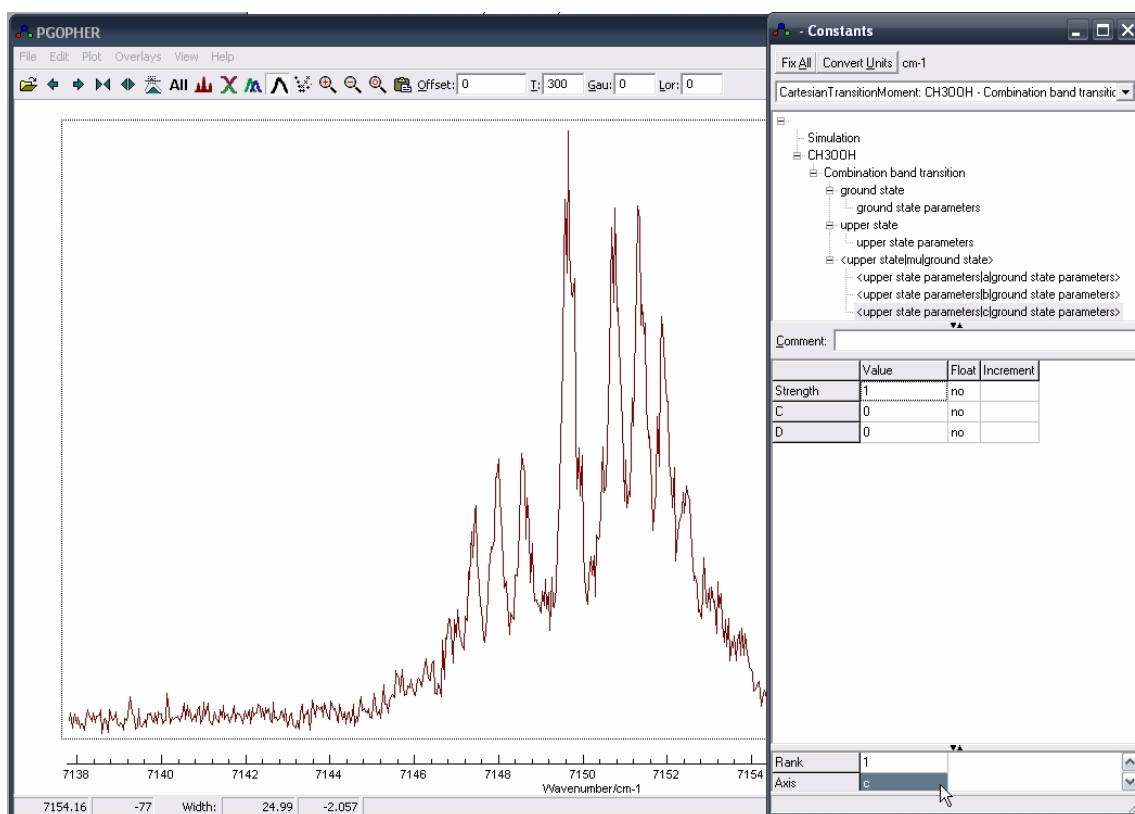 PGOPHER
File Edit Plot Overlays View Help
All
Offset: 0 T: 300 Gau: 0 Lor: 0
7138 7140 7142 7144 7146 7148 7150 7152 7154
Wavenumber/cm-1
7154.16 -77 Width: 24.99 -2.057
- Constants
Fix All Convert Units cm-1
CartesianTransitionMoment: CH3OOH - Combination band transitic
Simulation
CH3OOH
Combination band transition
ground state
ground state parameters
upper state
upper state parameters
<upper state|mu|ground state>
<upper state parameters|a|ground state parameters>
<upper state parameters|b|ground state parameters>
<upper state parameters|c|ground state parameters>
Comment:
Value Float Increment
Strength 1 no
C 0 no
D 0 no
Rank 1
Axis c